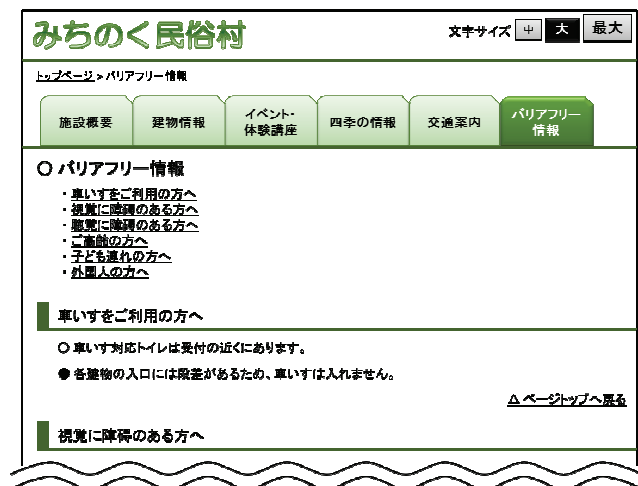 みちのく民俗村
文字サイズ 中 大 最大
トップページ > バリアフリー情報
施設概要 建物情報 イベント・体験講座 四季の情報 交通案内 バリアフリー情報
○ バリアフリー情報
・車いすをご利用の方へ
・視覚に障碍のある方へ
・聴覚に障碍のある方へ
・ご高齢の方へ
・子ども連れの方へ
・外国人の方へ
車いすをご利用の方へ
○ 車いす対応トイレは受付の近くにあります。
● 各建物の入口には段差があるため、車いすは入れません。
△ ページトップへ戻る
視覚に障碍のある方へ